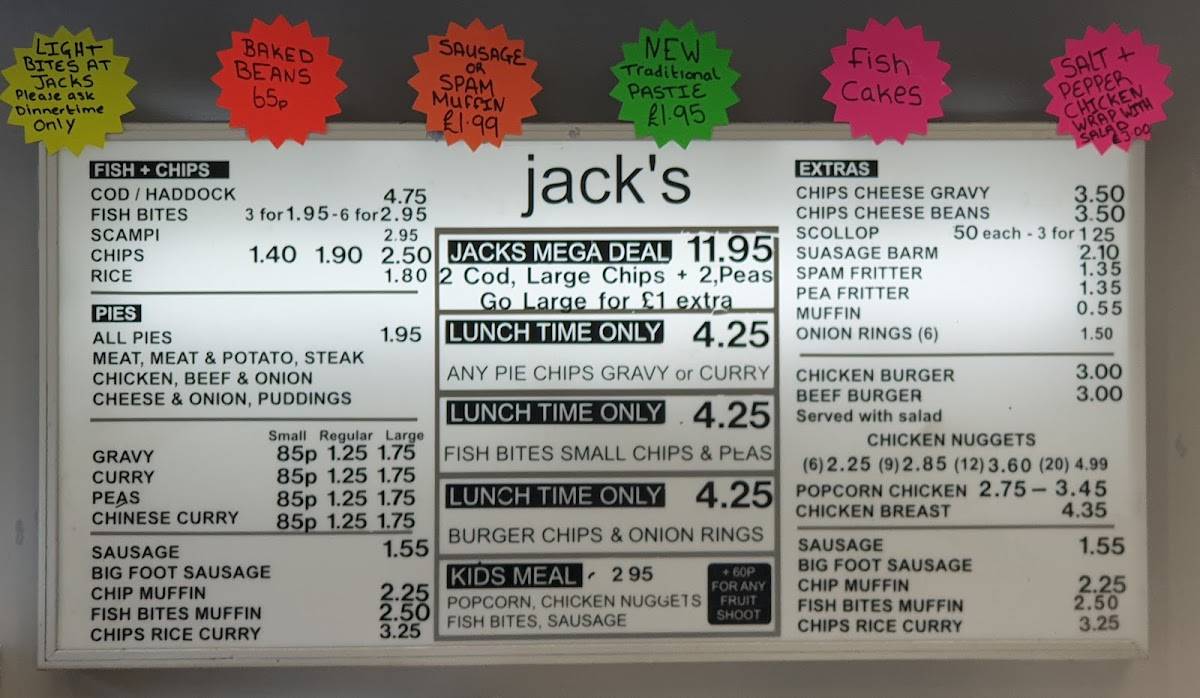 LIGHT
BITES AT
JACKS
Please ask
Dinnertime
Only
BAKED
BEANS
65p
SAUSAGE
OR
SPAM
MUFFIN
£1.99
NEW
Traditional
PASTIE
£1.95
Fish
Cakes
SALT +
PEPPER
CHICKEN
WRAP WITH
SALAD
£3.00
FISH + CHIPS
COD / HADDOCK 4.75
FISH BITES 3 for 1.95 - 6 for 2.95
SCAMPI 2.95
CHIPS 1.40 1.90 2.50
RICE 1.80
PIES
ALL PIES 1.95
MEAT, MEAT & POTATO, STEAK
CHICKEN, BEEF & ONION
CHEESE & ONION, PUDDINGS
Small Regular Large
GRAVY 85p 1.25 1.75
CURRY 85p 1.25 1.75
PEAS 85p 1.25 1.75
CHINESE CURRY 85p 1.25 1.75
SAUSAGE 1.55
BIG FOOT SAUSAGE
CHIP MUFFIN 2.25
FISH BITES MUFFIN 2.50
CHIPS RICE CURRY 3.25
jack's
JACKS MEGA DEAL 11.95
2 Cod, Large Chips + 2,Peas
Go Large for £1 extra
LUNCH TIME ONLY 4.25
ANY PIE CHIPS GRAVY or CURRY
LUNCH TIME ONLY 4.25
FISH BITES SMALL CHIPS & PEAS
LUNCH TIME ONLY 4.25
BURGER CHIPS & ONION RINGS
KIDS MEAL 2 95
POPCORN, CHICKEN NUGGETS
FISH BITES, SAUSAGE
+ 60P
FOR ANY
FRUIT
SHOOT
EXTRAS
CHIPS CHEESE GRAVY 3.50
CHIPS CHEESE BEANS 3.50
SCOLLOP 50 each - 3 for 1 25
SUASAGE BARM 2.10
SPAM FRITTER 1.35
PEA FRITTER 1.35
MUFFIN 0.55
ONION RINGS (6) 1.50
CHICKEN BURGER 3.00
BEEF BURGER 3.00
Served with salad
CHICKEN NUGGETS
(6) 2.25 (9) 2.85 (12) 3.60 (20) 4.99
POPCORN CHICKEN 2.75 – 3.45
CHICKEN BREAST 4.35
SAUSAGE 1.55
BIG FOOT SAUSAGE
CHIP MUFFIN 2.25
FISH BITES MUFFIN 2.50
CHIPS RICE CURRY 3.25